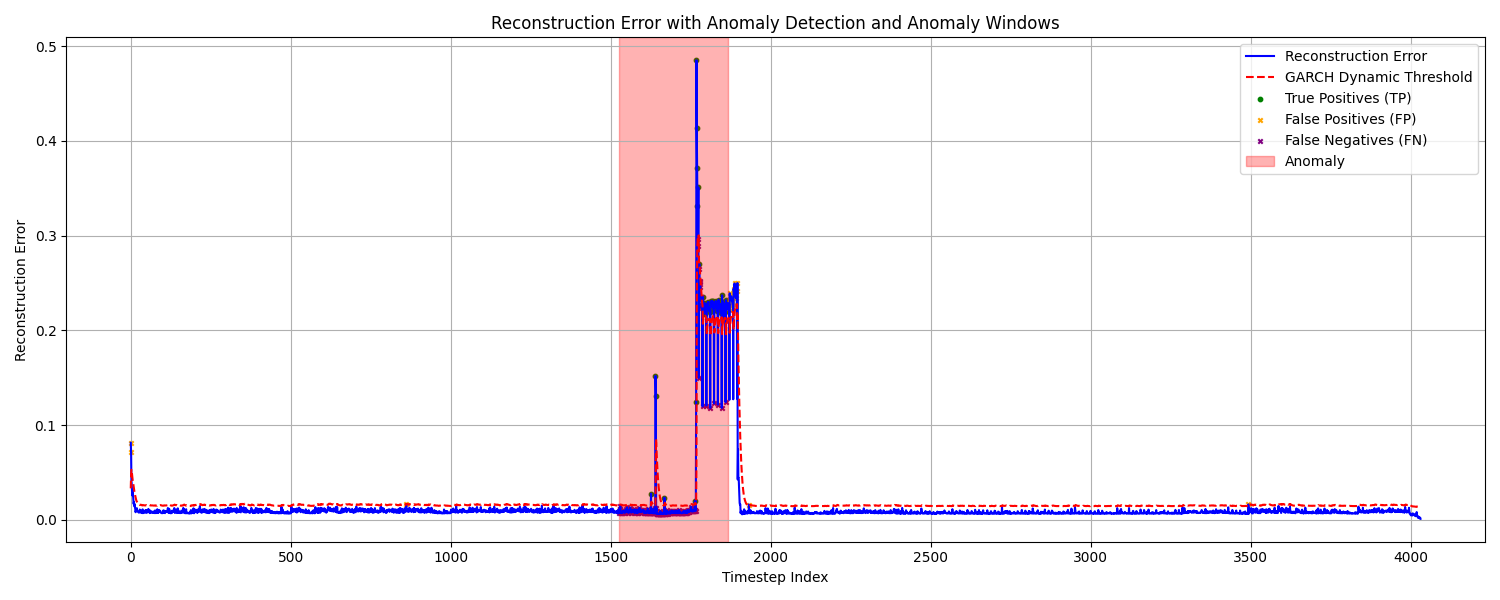 Reconstruction Error with Anomaly Detection and Anomaly Windows
Reconstruction Error
0.5
0.4
0.3
0.2
0.1
0.0
Reconstruction Error
GARCH Dynamic Threshold
True Positives (TP)
False Positives (FP)
False Negatives (FN)
Anomaly
0 500 1000 1500 2000 2500 3000 3500 4000
Timestep Index